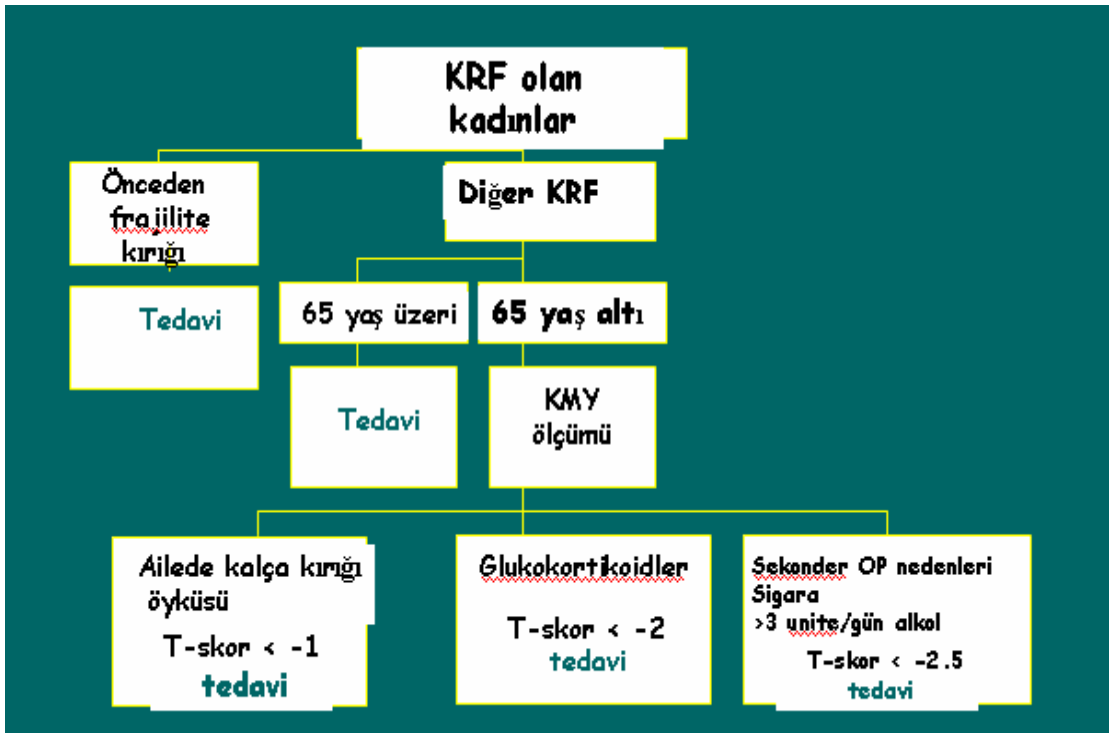 KRF olan
kadınlar
Önceden
frajilite
kırığı
Diğer KRF
Tedavi
65 yaş üzeri
65 yaş altı
Tedavi
KMY
ölçümü
Ailede kalça kırığı
öyküsü
T-skor < -1
tedavi
Glukokortikoidler
T-skor < -2
tedavi
Sekonder OP nedenleri
Sigara
>3 unite/gün alkol
T-skor < -2.5
tedavi